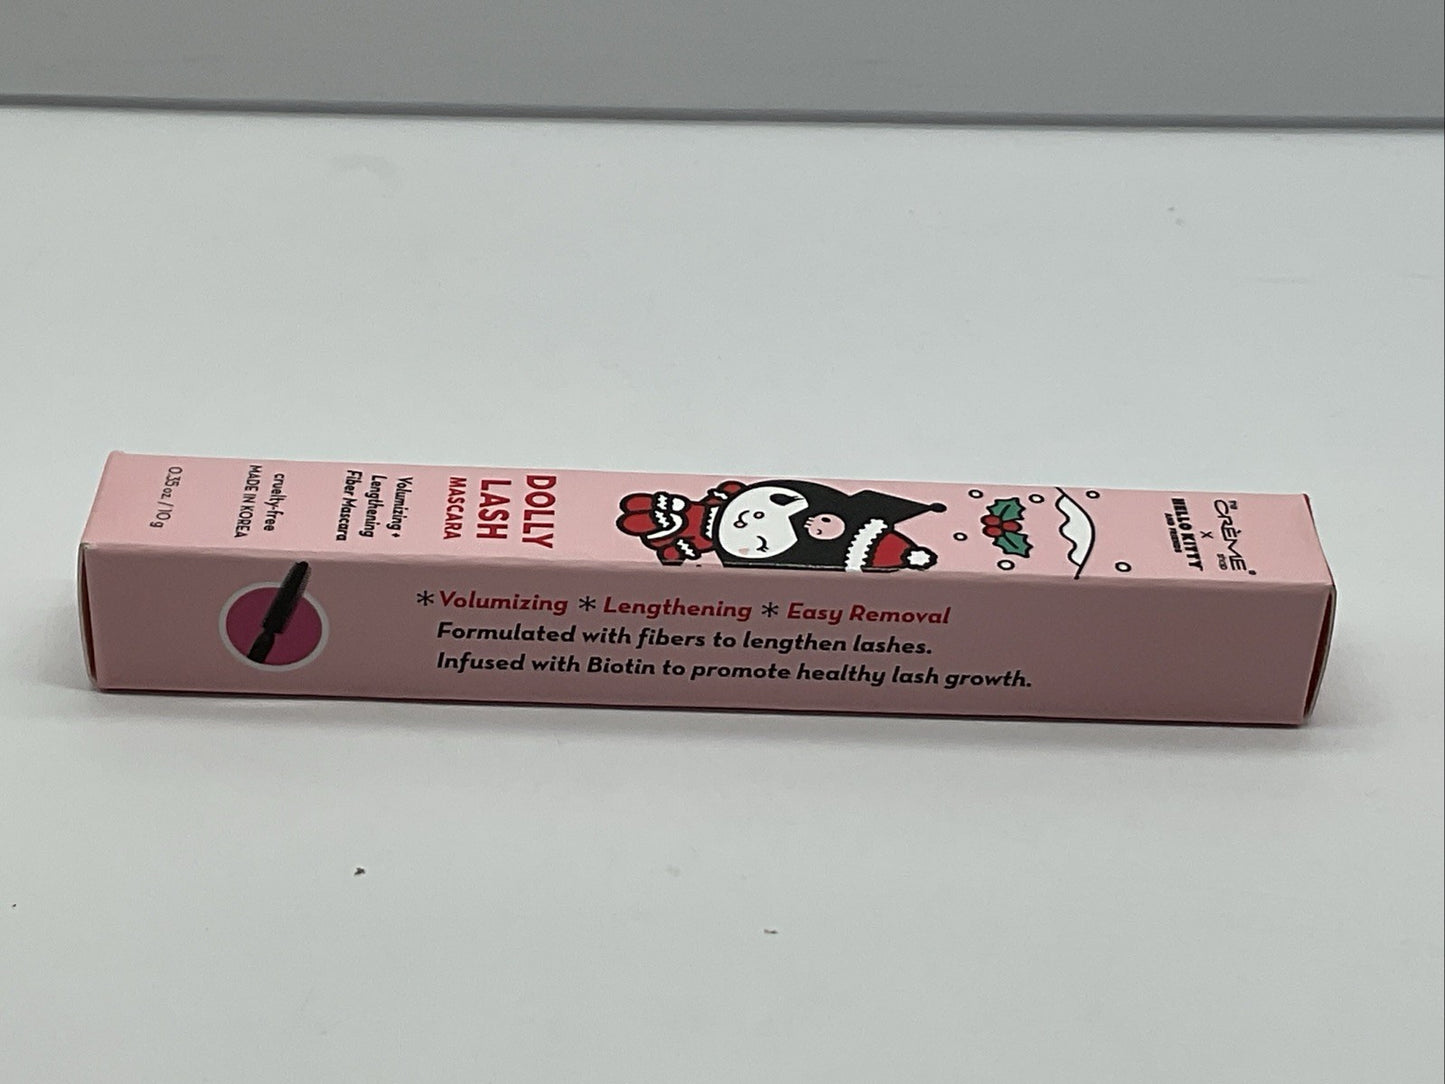 THE
CRÈME
SHOP
X
HELLO KITTY
AND FRIENDS
DOLLY
LASH
MASCARA
Volumizing +
Lengthening
Fiber Mascara
cruelty-free
MADE IN KOREA
0.35 oz / 10 g
*Volumizing *Lengthening *Easy Removal
Formulated with fibers to lengthen lashes.
Infused with Biotin to promote healthy lash growth.